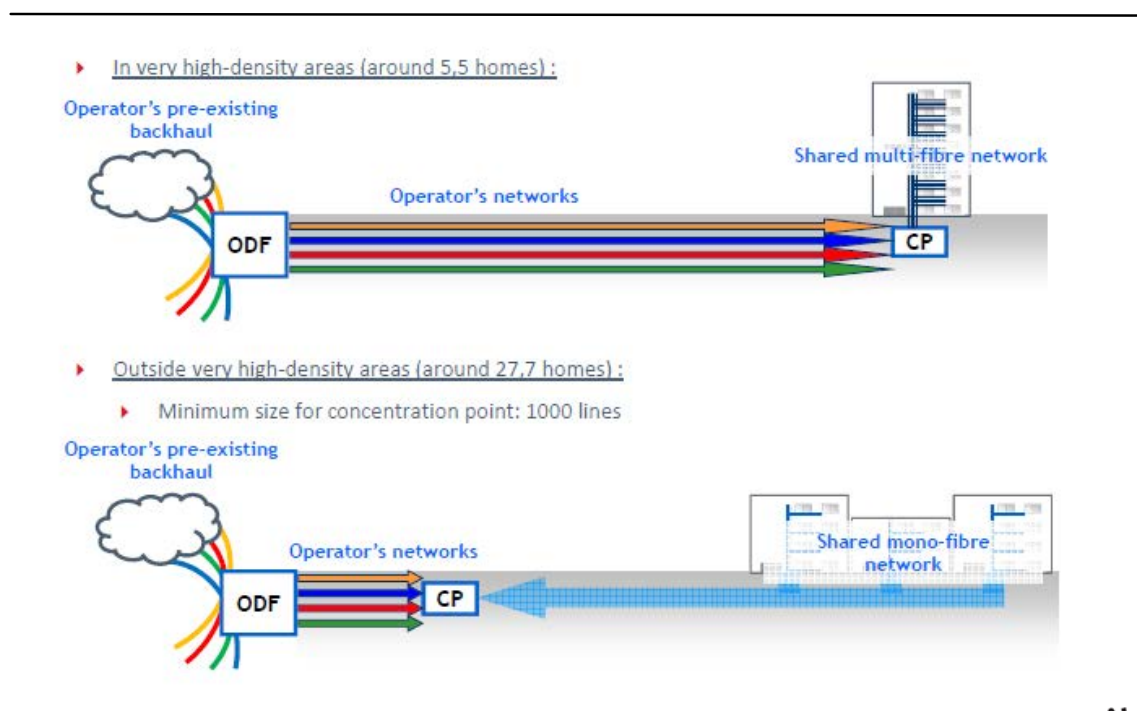 In very high-density areas (around 5,5 homes) :
Operator's pre-existing
backhaul
Shared multi-fibre network
Operator's networks
ODF
CP
Outside very high-density areas (around 27,7 homes) :
Minimum size for concentration point: 1000 lines
Operator's pre-existing
backhaul
Operator's networks
Shared mono-fibre
network
ODF
CP